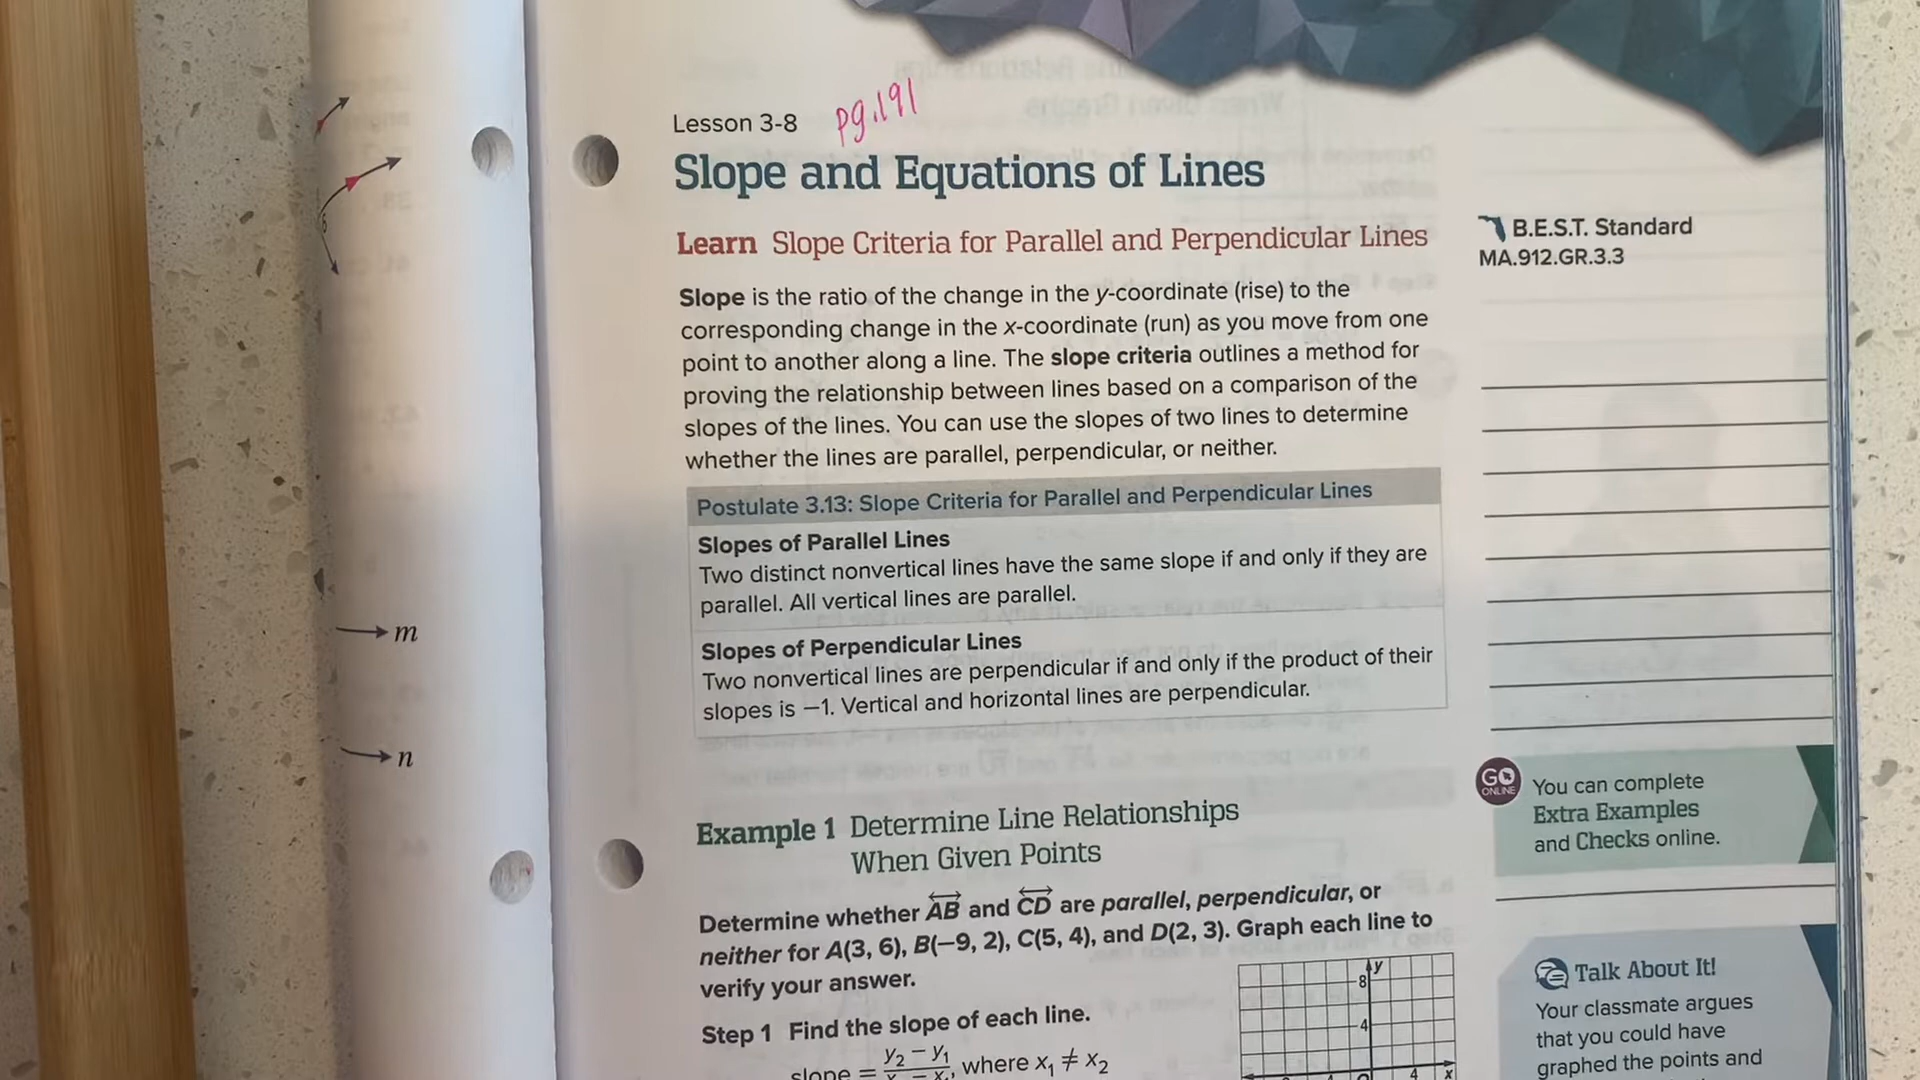 Lesson 3-8 pg.191
Slope and Equations of Lines
Learn Slope Criteria for Parallel and Perpendicular Lines
Slope is the ratio of the change in the y-coordinate (rise) to the
corresponding change in the x-coordinate (run) as you move from one
point to another along a line. The slope criteria outlines a method for
proving the relationship between lines based on a comparison of the
slopes of the lines. You can use the slopes of two lines to determine
whether the lines are parallel, perpendicular, or neither.
Postulate 3.13: Slope Criteria for Parallel and Perpendicular Lines
Slopes of Parallel Lines
Two distinct nonvertical lines have the same slope if and only if they are
parallel. All vertical lines are parallel.
Slopes of Perpendicular Lines
Two nonvertical lines are perpendicular if and only if the product of their
slopes is −1. Vertical and horizontal lines are perpendicular.
Example 1 Determine Line Relationships
When Given Points
Determine whether AB and CD are parallel, perpendicular, or
neither for A(3, 6), B(−9, 2), C(5, 4), and D(2, 3). Graph each line to
verify your answer.
Step 1 Find the slope of each line.
slope = y₂ − y₁ , where x₁ ≠ x₂
y
8
4
4
x
m
n
B.E.S.T. Standard
MA.912.GR.3.3
GO
ONLINE
You can complete
Extra Examples
and Checks online.
Talk About It!
Your classmate argues
that you could have
graphed the points and